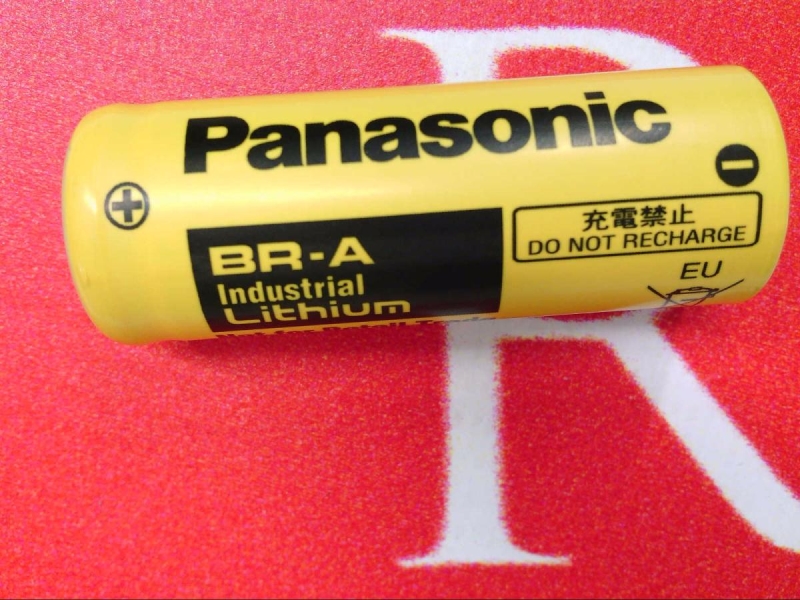 Panasonic
充電禁止
DO NOT RECHARGE
BR-A
Industrial
Lithium
EU
R